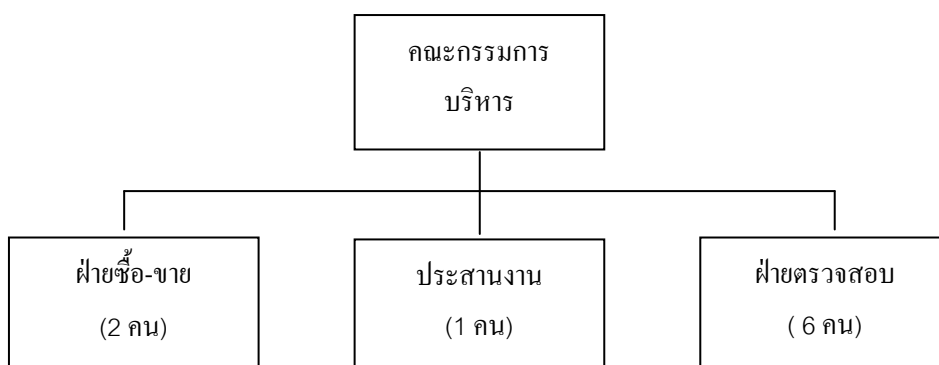 คณะกรรมการ
บริหาร
ฝ่ายซื้อ-ขาย
(2 คน)
ประสานงาน
(1 คน)
ฝ่ายตรวจสอบ
( 6 คน)